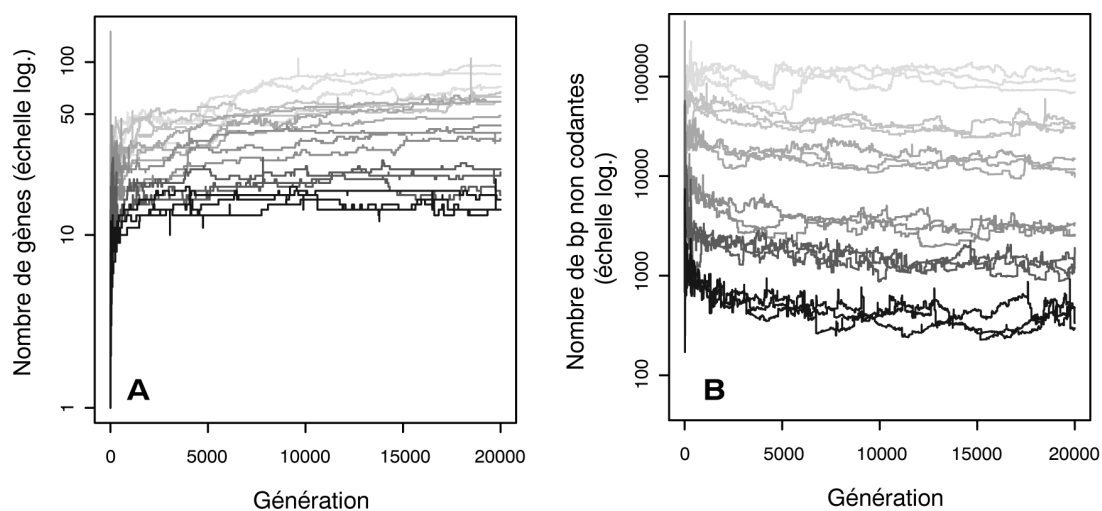 Nombre de gènes (échelle log.)
100
50
10
1
A
0 5000 10000 15000 20000
Génération
Nombre de bp non codantes
(échelle log.)
100000
10000
1000
100
B
0 5000 10000 15000 20000
Génération